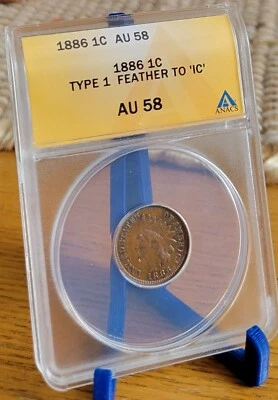 1886 1C AU 58
1886 1C
TYPE 1 FEATHER TO 'IC'
AU 58
ANACS